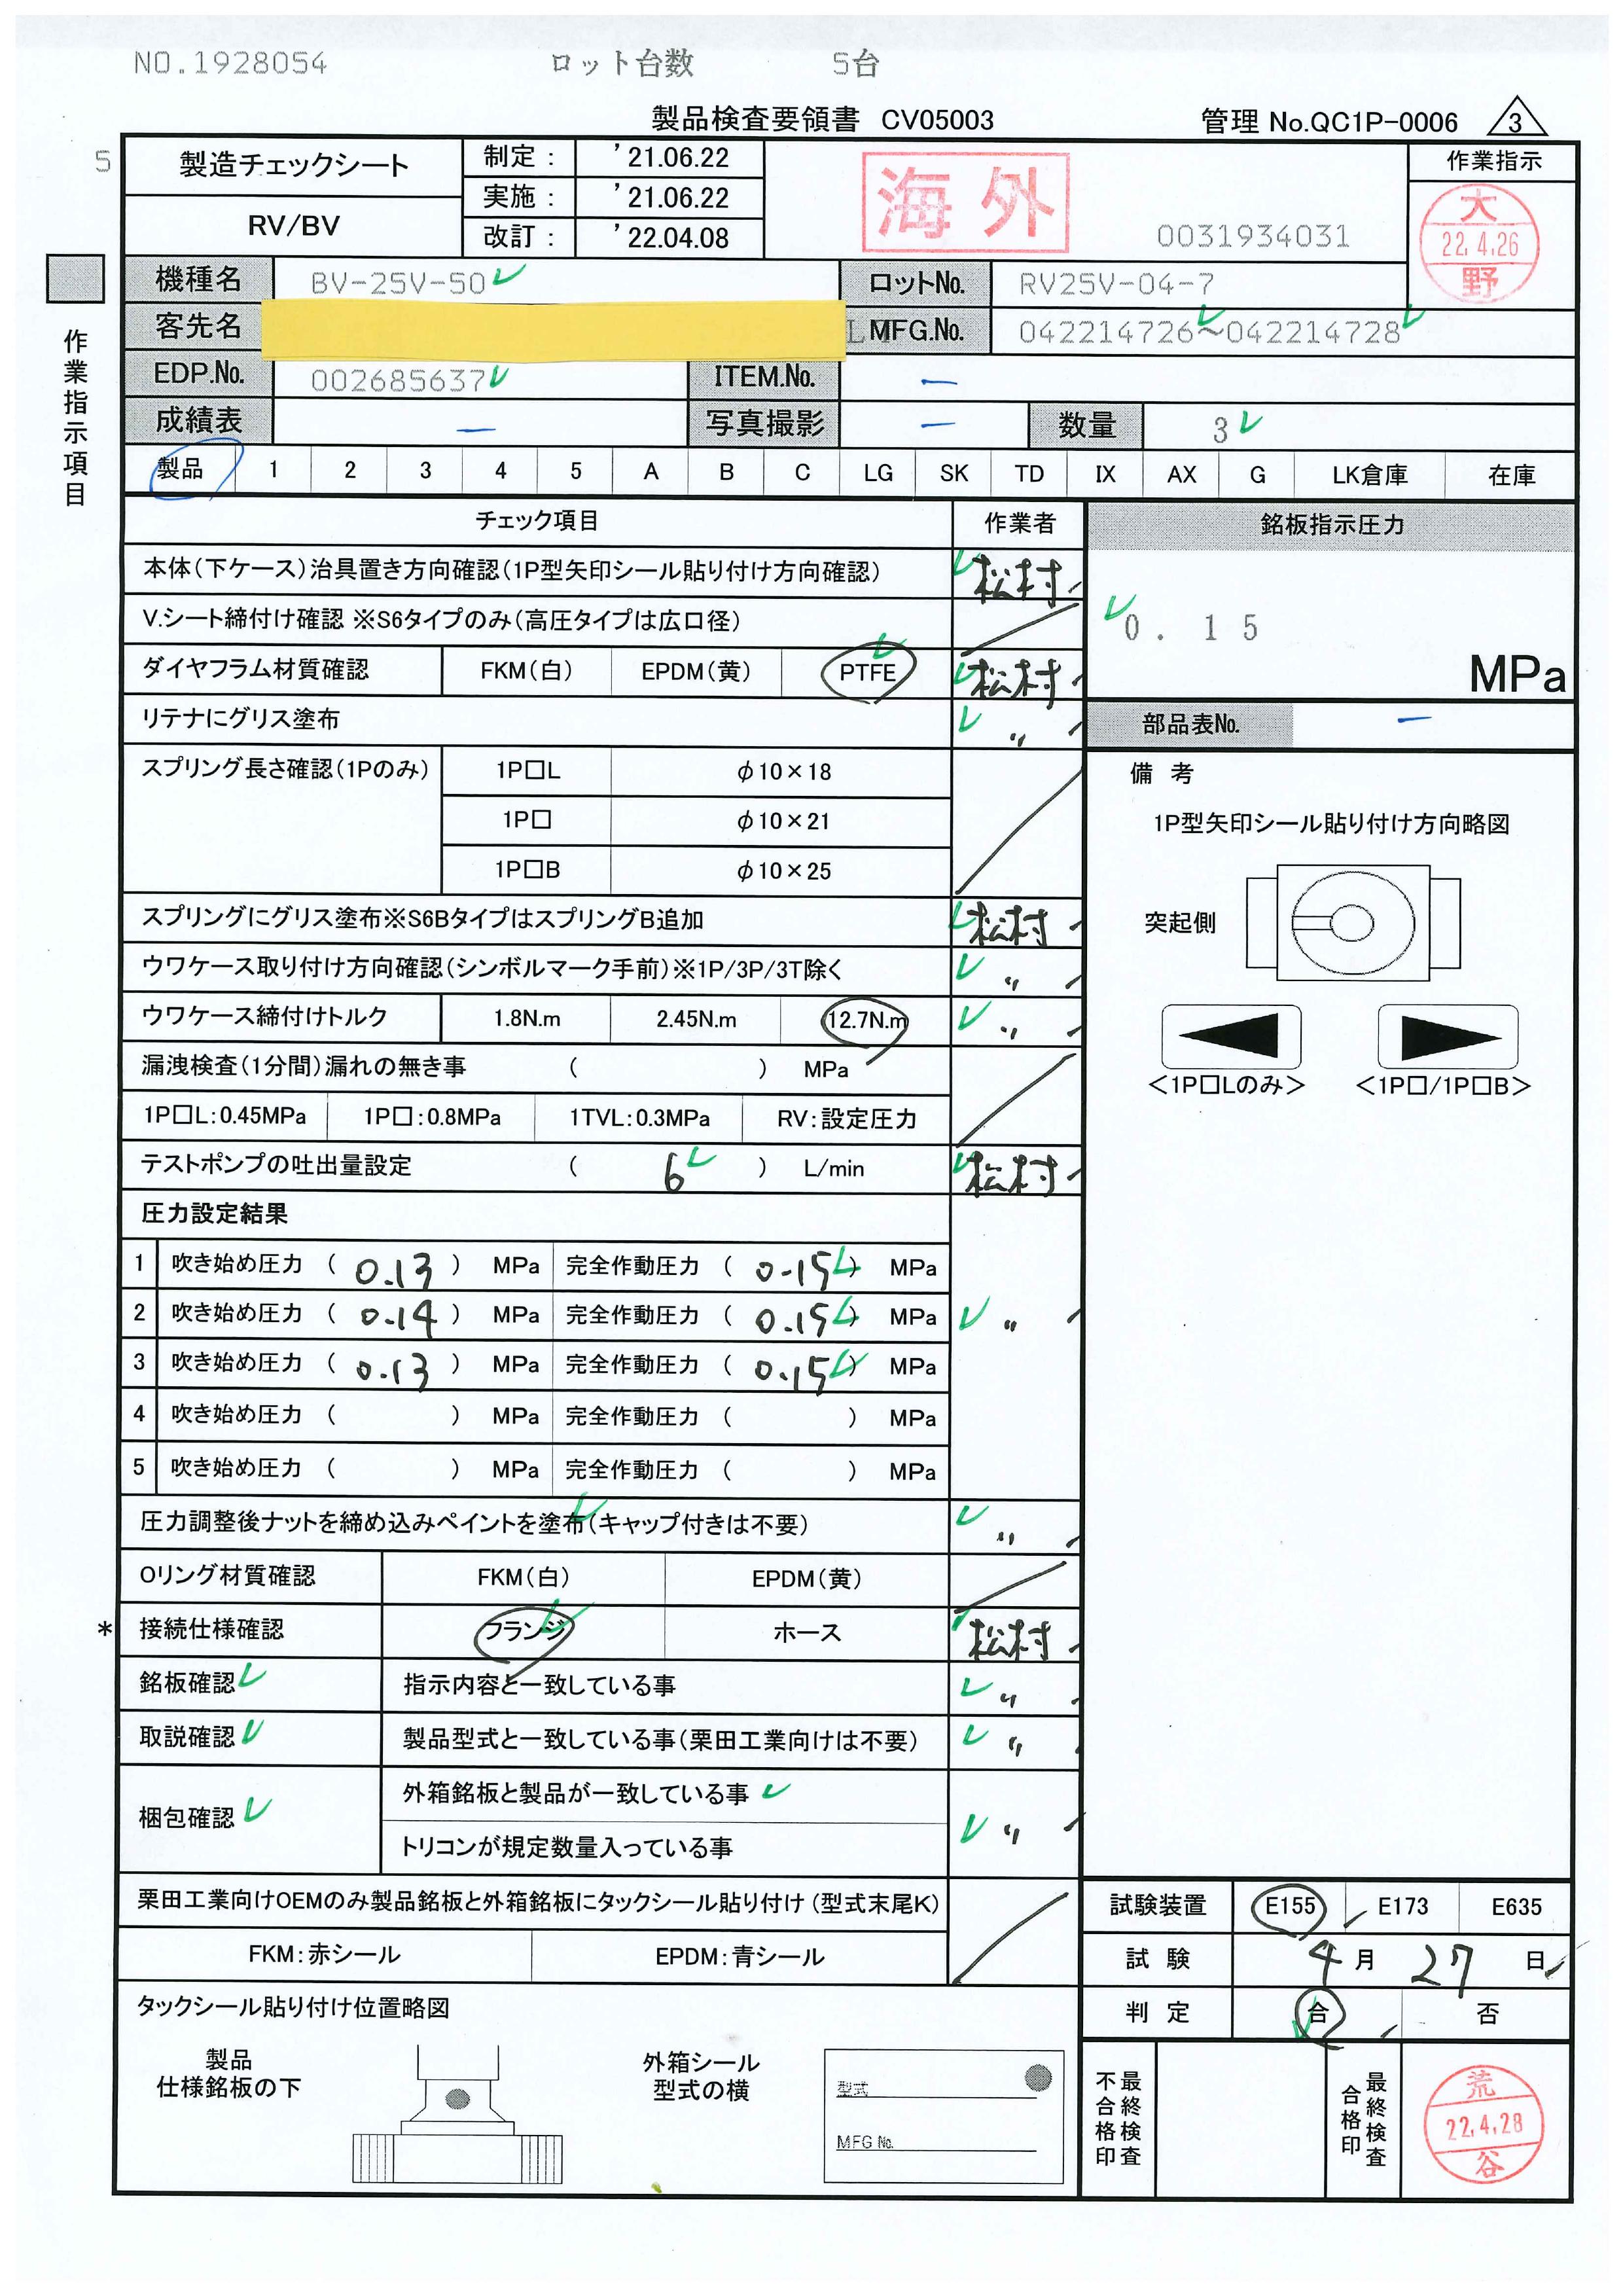 NO.1928054 ロット台数 5台
製品検査要領書 CV05003 管理 No.QC1P-0006 3
5 製造チェックシート 制定： ’21.06.22 海外 作業指示
実施： ’21.06.22
RV/BV 改訂： ’22.04.08 0031934031 大 22.4.26 野
機種名 BV-25V-50 ロットNo. RV25V-04-7
客先名 MFG.No. 042214726～042214728
EDP.No. 002685637 ITEM.No. ー
成績表 ー 写真撮影 ー 数量 3
作業指示項目
製品 1 2 3 4 5 A B C LG SK TD IX AX G LK倉庫 在庫
チェック項目 作業者 銘板指示圧力
本体（下ケース）治具置き方向確認（1P型矢印シール貼り付け方向確認） 松村
V.シート締付け確認 ※S6タイプのみ（高圧タイプは広口径） 0.15
MPa
ダイヤフラム材質確認 FKM（白） EPDM（黄） PTFE 松村
リテナにグリス塗布 〃 部品表No. ー
スプリング長さ確認（1Pのみ） 1P□L φ10×18
1P□ φ10×21
1P□B φ10×25
備考
1P型矢印シール貼り付け方向略図
突起側
＜1P□Lのみ＞ ＜1P□/1P□B＞
スプリングにグリス塗布※S6BタイプはスプリングB追加 松村
ウワケース取り付け方向確認（シンボルマーク手前）※1P/3P/3T除く 〃
ウワケース締付けトルク 1.8N.m 2.45N.m 12.7N.m 〃
漏洩検査（1分間）漏れの無き事 （ ） MPa
1P□L：0.45MPa 1P□：0.8MPa 1TVL：0.3MPa RV：設定圧力
テストポンプの吐出量設定 （ 6 ） L/min 松村
圧力設定結果
1 吹き始め圧力 （ 0.13 ） MPa 完全作動圧力 （ 0.15 ） MPa
2 吹き始め圧力 （ 0.14 ） MPa 完全作動圧力 （ 0.15 ） MPa 〃
3 吹き始め圧力 （ 0.13 ） MPa 完全作動圧力 （ 0.15 ） MPa
4 吹き始め圧力 （ ） MPa 完全作動圧力 （ ） MPa
5 吹き始め圧力 （ ） MPa 完全作動圧力 （ ） MPa
圧力調整後ナットを締め込みペイントを塗布（キャップ付きは不要） 〃
Oリング材質確認 FKM（白） EPDM（黄）
* 接続仕様確認 フランジ ホース 松村
銘板確認 指示内容と一致している事 〃
取説確認 製品型式と一致している事（栗田工業向けは不要） 〃
梱包確認 外箱銘板と製品が一致している事 〃
トリコンが規定数量入っている事
栗田工業向けOEMのみ製品銘板と外箱銘板にタックシール貼り付け（型式末尾K）
FKM：赤シール EPDM：青シール
試験装置 E155 E173 E635
試験 4月 27日
判定 合 否
タックシール貼り付け位置略図
製品
仕様銘板の下
外箱シール
型式の横
型式
MFG No.
最終検査不合格印
最終検査合格印 荒 22.4.28 谷